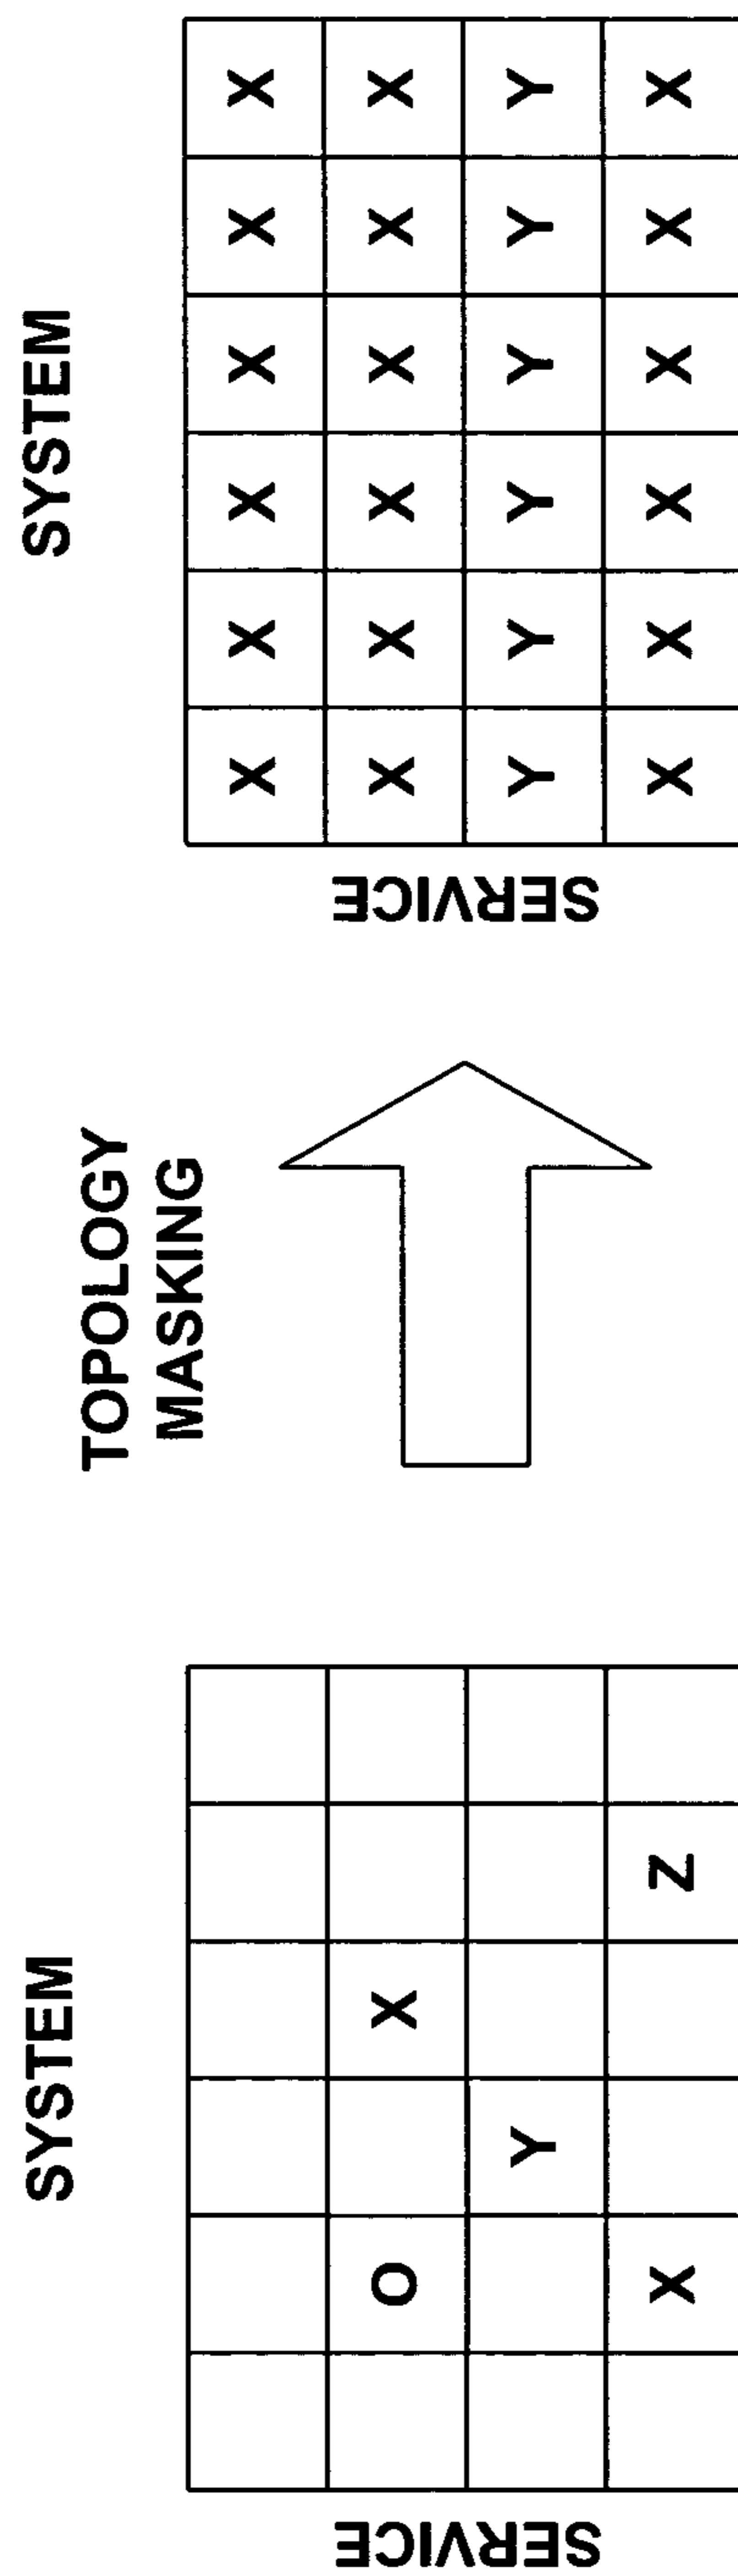 SYSTEM
SERVICE
O X
Y
X Z
TOPOLOGY
MASKING
SYSTEM
SERVICE
X X X X X X
X X X X X X
Y Y Y Y Y Y
X X X X X X